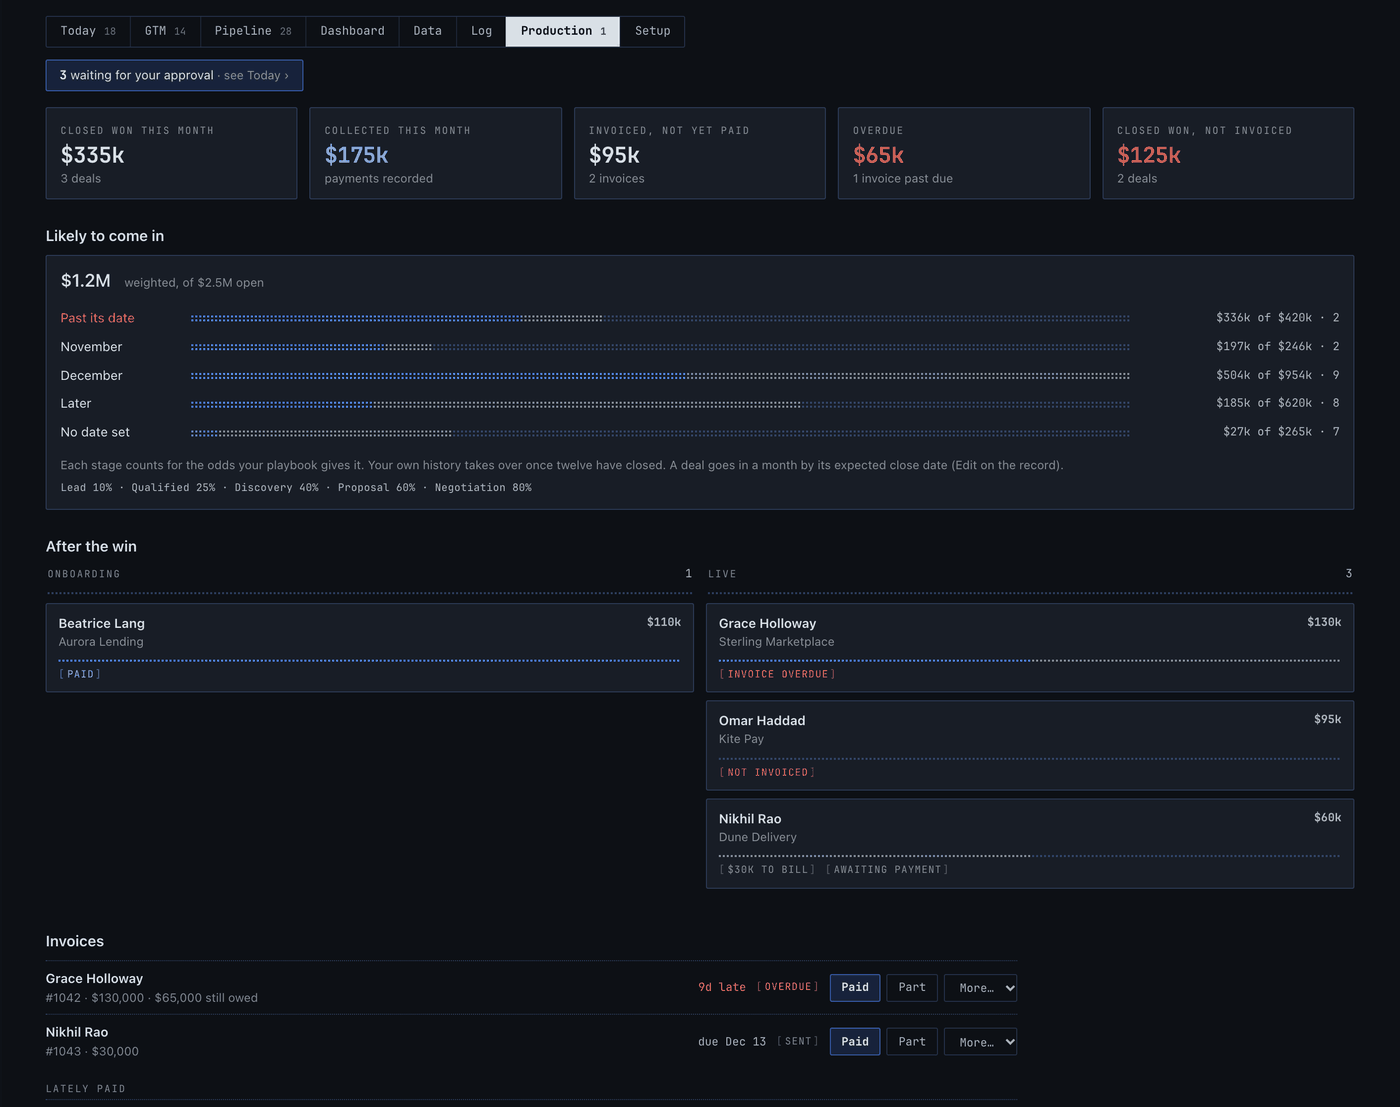 Today 18 GTM 14 Pipeline 28 Dashboard Data Log Production 1 Setup
3 waiting for your approval · see Today ›
CLOSED WON THIS MONTH
$335k
3 deals
COLLECTED THIS MONTH
$175k
payments recorded
INVOICED, NOT YET PAID
$95k
2 invoices
OVERDUE
$65k
1 invoice past due
CLOSED WON, NOT INVOICED
$125k
2 deals
Likely to come in
$1.2M weighted, of $2.5M open
Past its date $336k of $420k · 2
November $197k of $246k · 2
December $504k of $954k · 9
Later $185k of $620k · 8
No date set $27k of $265k · 7
Each stage counts for the odds your playbook gives it. Your own history takes over once twelve have closed. A deal goes in a month by its expected close date (Edit on the record).
Lead 10% · Qualified 25% · Discovery 40% · Proposal 60% · Negotiation 80%
After the win
ONBOARDING 1
Beatrice Lang $110k
Aurora Lending
[PAID]
LIVE 3
Grace Holloway $130k
Sterling Marketplace
[INVOICE OVERDUE]
Omar Haddad $95k
Kite Pay
[NOT INVOICED]
Nikhil Rao $60k
Dune Delivery
[$30K TO BILL] [AWAITING PAYMENT]
Invoices
Grace Holloway
#1042 · $130,000 · $65,000 still owed
9d late [OVERDUE] Paid Part More…
Nikhil Rao
#1043 · $30,000
due Dec 13 [SENT] Paid Part More…
LATELY PAID